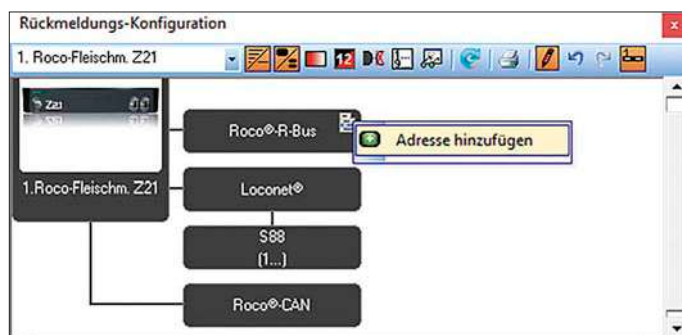 Rückmeldungs-Konfiguration
1. Roco-Fleischm. Z21
12
Z21
Roco®-R-Bus
Adresse hinzufügen
1.Roco-Fleischm. Z21
Loconet®
S88
(1...)
Roco®-CAN